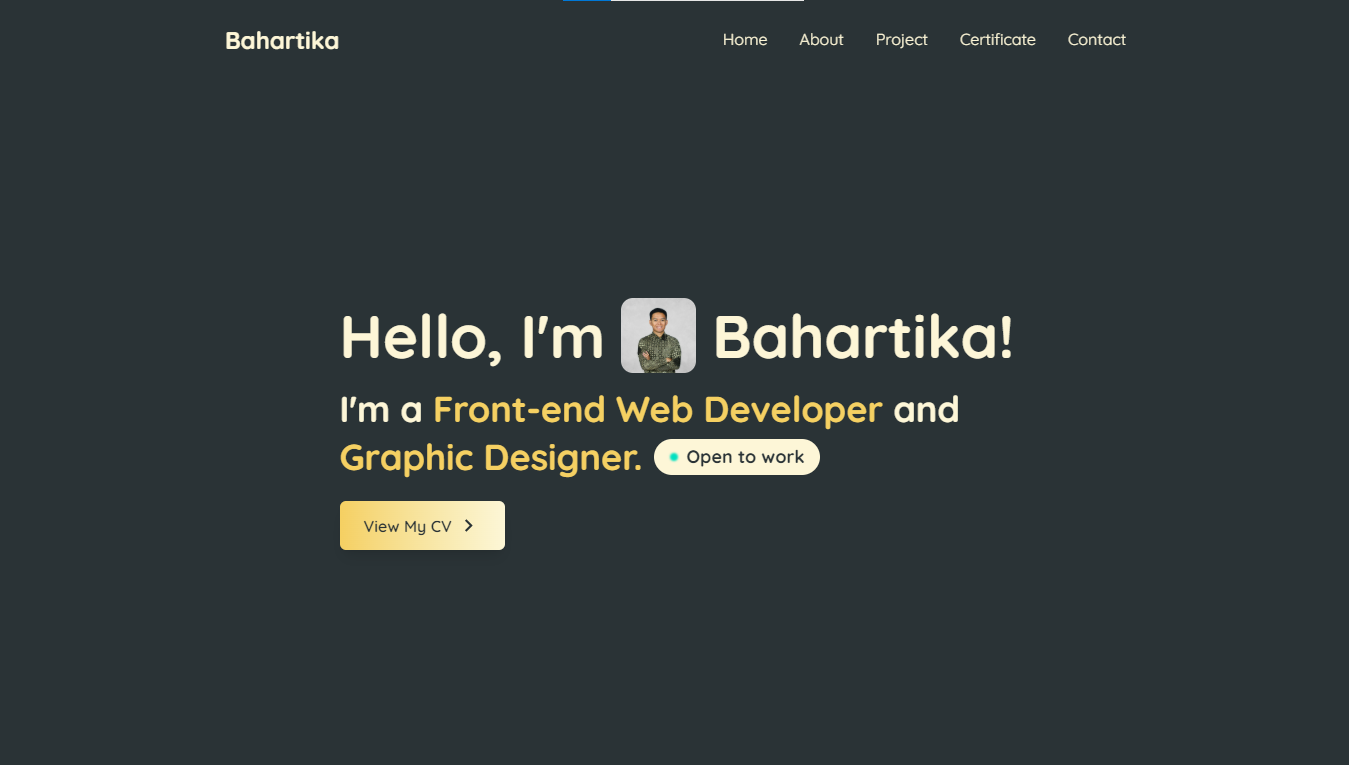 Bahartika
Home About Project Certificate Contact
Hello, I'm Bahartika!
I'm a Front-end Web Developer and
Graphic Designer. Open to work
View My CV